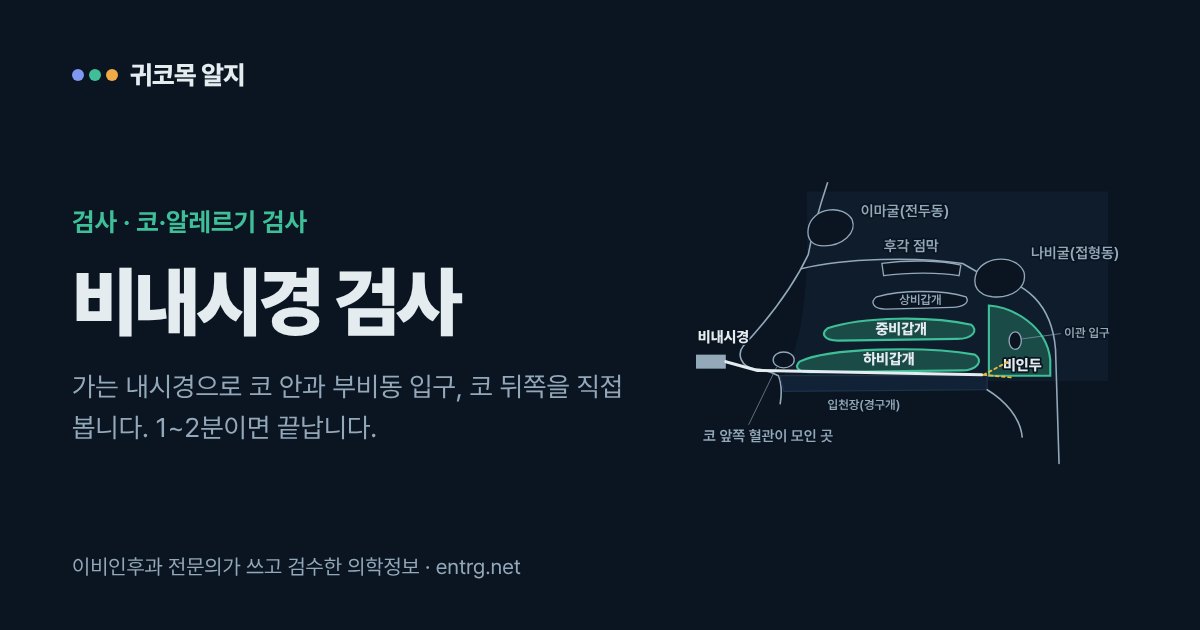 귀코목 알지
검사 · 코·알레르기 검사
비내시경 검사
가는 내시경으로 코 안과 부비동 입구, 코 뒤쪽을 직접
봅니다. 1~2분이면 끝납니다.
이마굴(전두동)
후각 점막
나비굴(접형동)
상비갑개
중비갑개
이관 입구
비내시경
하비갑개
비인두
입천장(경구개)
코 앞쪽 혈관이 모인 곳
이비인후과 전문의가 쓰고 검수한 의학정보 · entrg.net